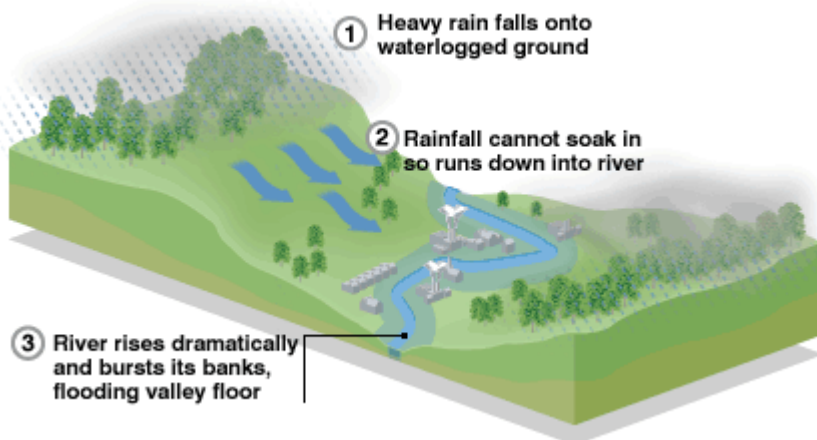 1 Heavy rain falls onto
waterlogged ground
2 Rainfall cannot soak in
so runs down into river
3 River rises dramatically
and bursts its banks,
flooding valley floor